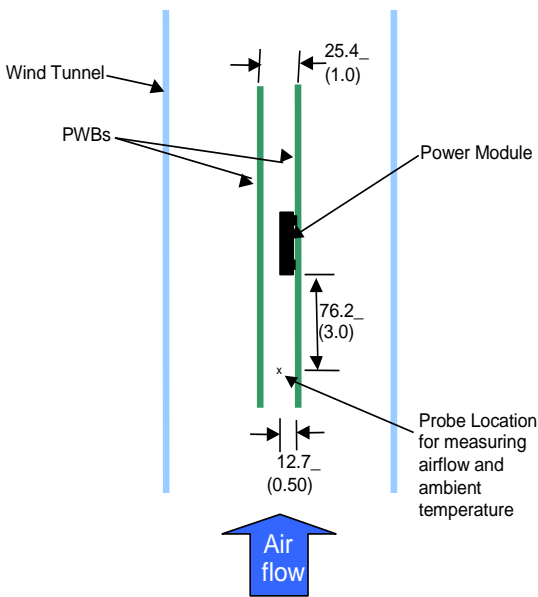 25.4_
(1.0)
Wind Tunnel
PWBs
Power Module
76.2_
(3.0)
x
Probe Location
for measuring
airflow and
ambient
temperature
12.7_
(0.50)
Air
flow